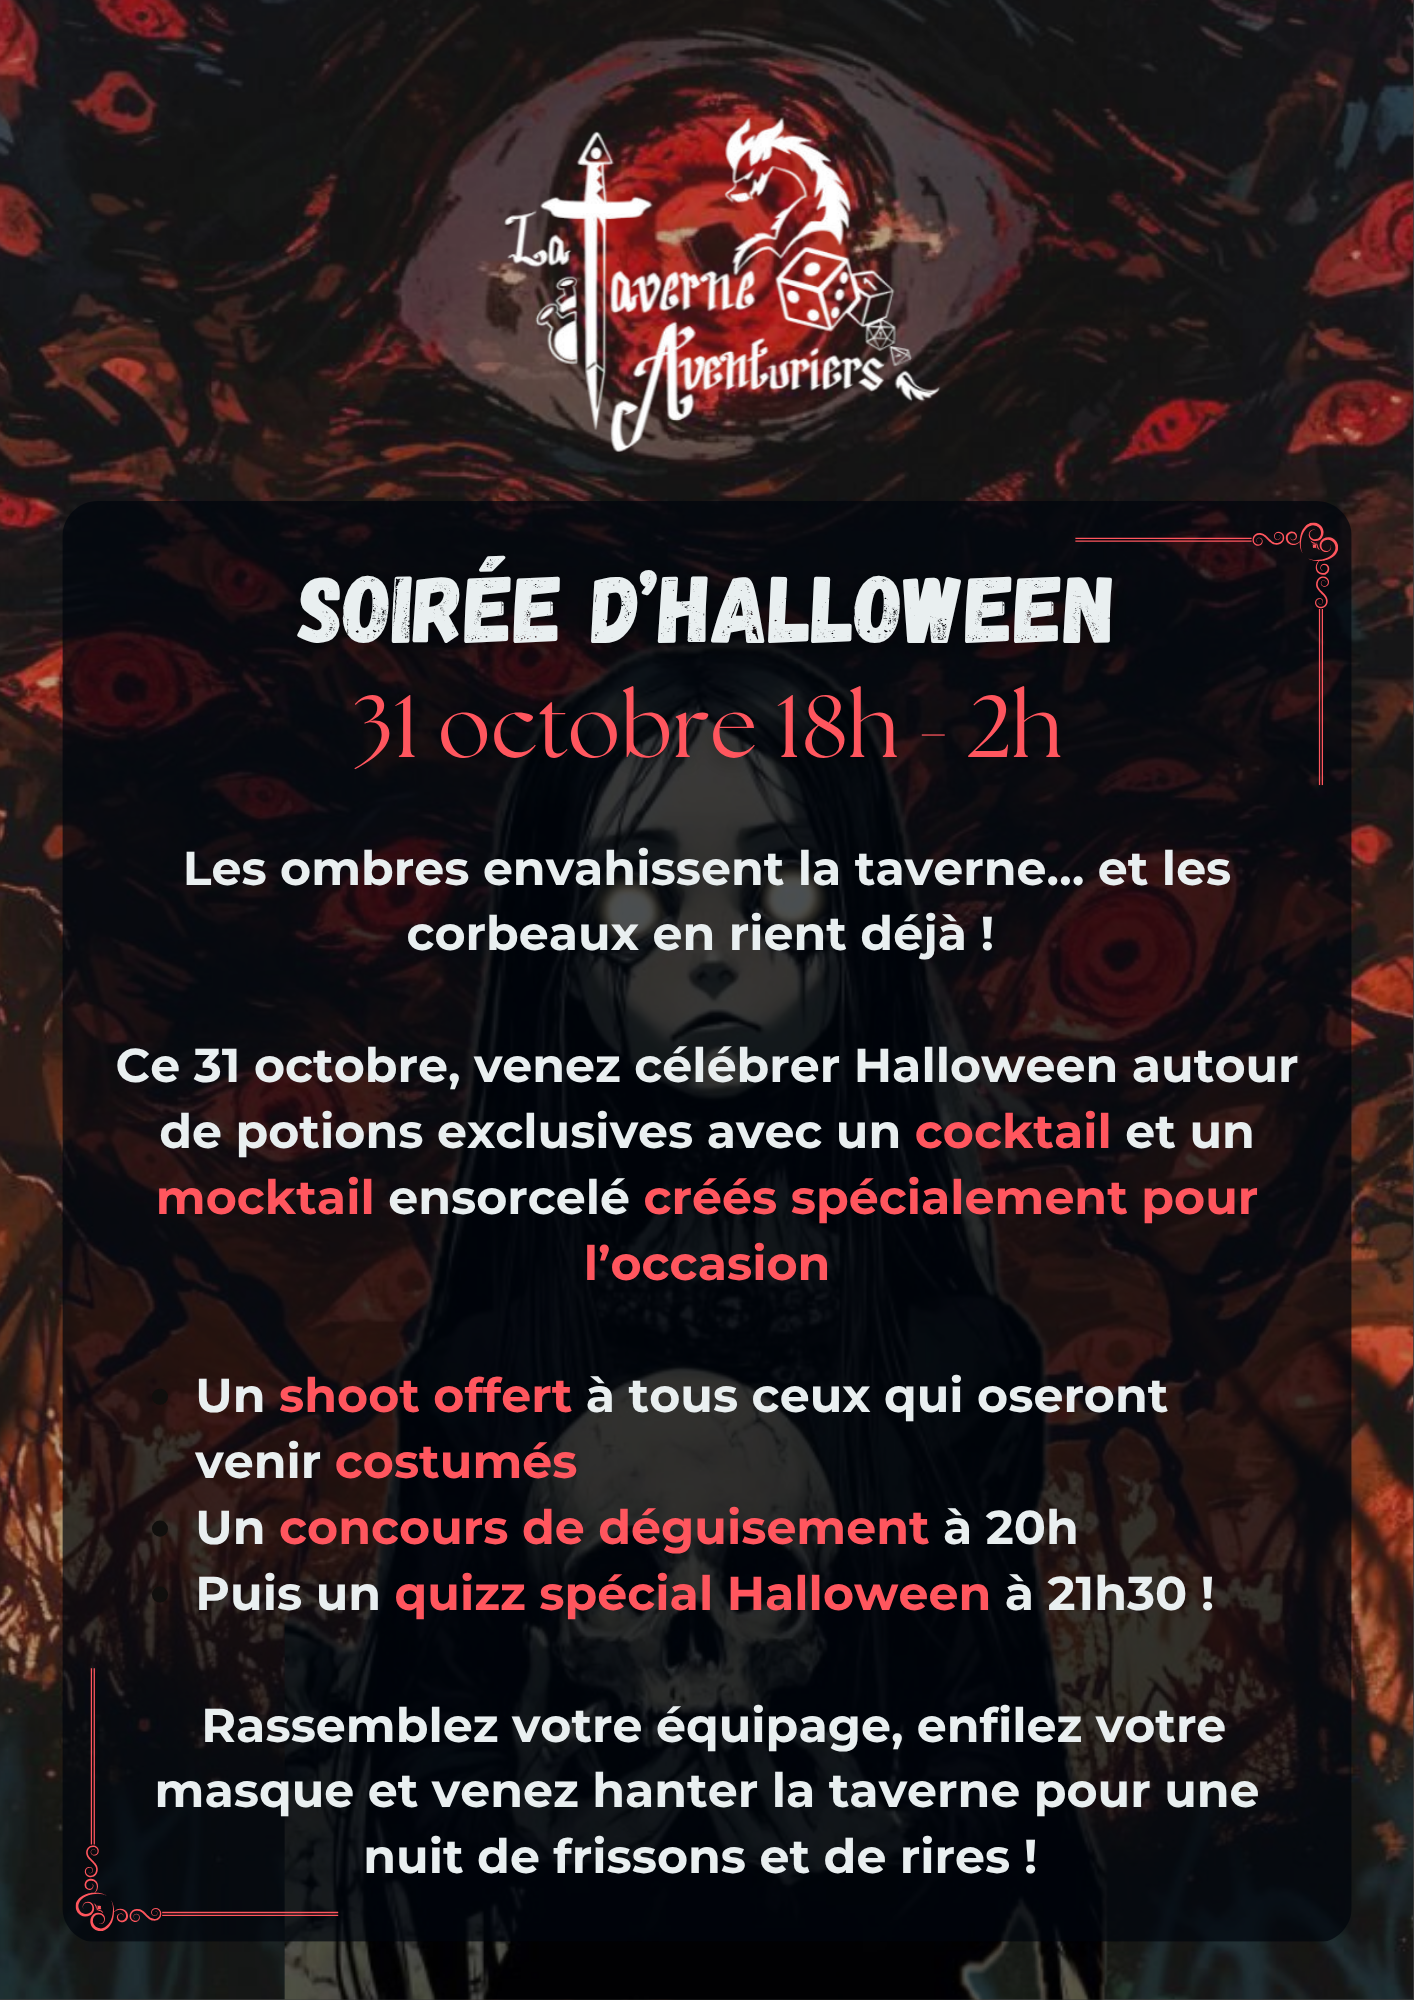 La
Taverne
Aventuriers
SOIRÉE D'HALLOWEEN
31 octobre 18h - 2h
Les ombres envahissent la taverne... et les
corbeaux en rient déjà !
Ce 31 octobre, venez célébrer Halloween autour
de potions exclusives avec un cocktail et un
mocktail ensorcelé créés spécialement pour
l'occasion
Un shoot offert à tous ceux qui oseront
venir costumés
• Un concours de déguisement à 20h
Puis un quizz spécial Halloween à 21h30 !
Rassemblez votre équipage, enfilez votre
masque et venez hanter la taverne pour une
nuit de frissons et de rires !